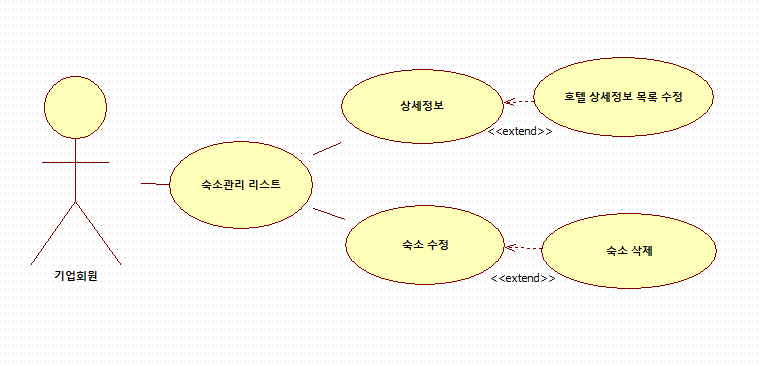 상세정보
호텔 상세정보 목록 수정
<<extend>>
숙소관리 리스트
숙소 수정
숙소 삭제
<<extend>>
기업회원